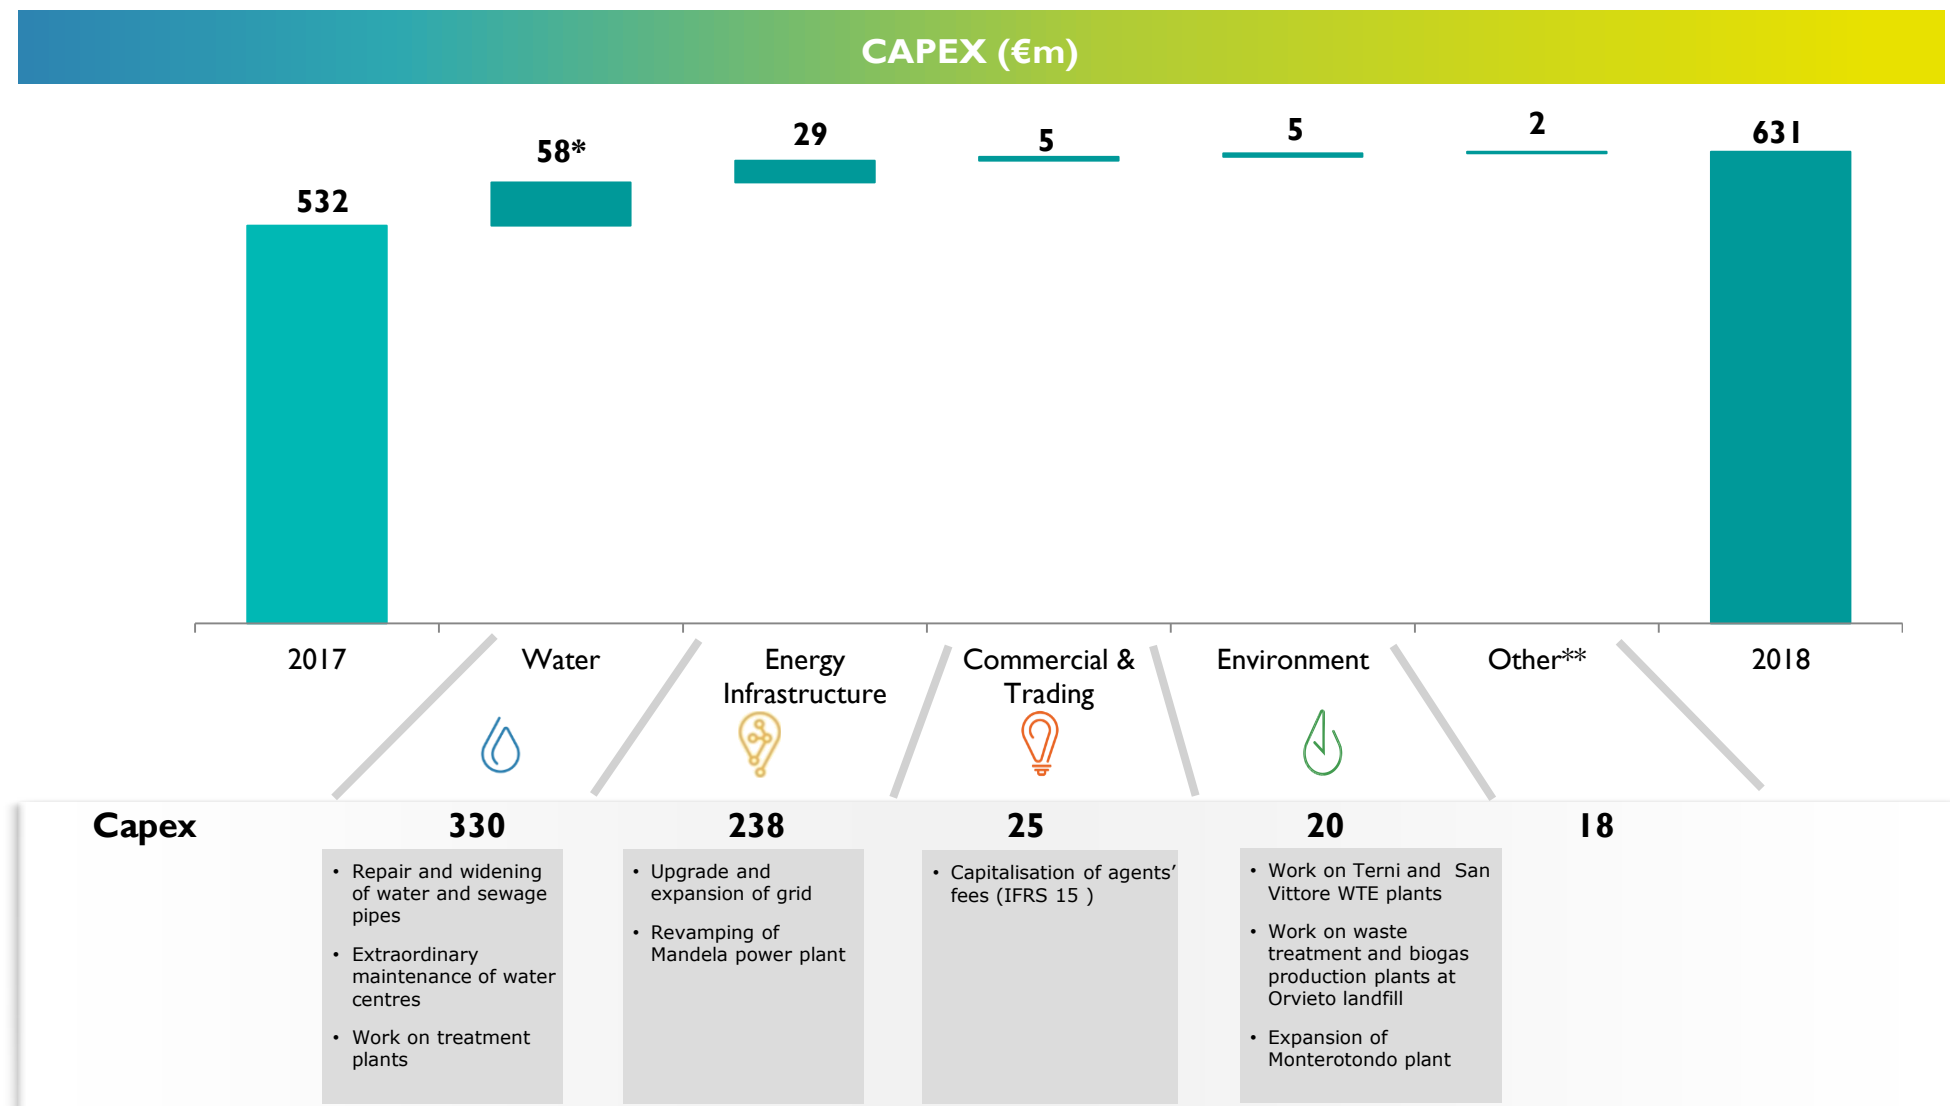 CAPEX (€m)
532
58*
29
5
5
2
631
2017
Water
Energy
Infrastructure
Commercial &
Trading
Environment
Other**
2018
Capex
330
238
25
20
18
• Repair and widening
of water and sewage
pipes
• Extraordinary
maintenance of water
centres
• Work on treatment
plants
• Upgrade and
expansion of grid
• Revamping of
Mandela power plant
• Capitalisation of agents’
fees (IFRS 15 )
• Work on Terni and San
Vittore WTE plants
• Work on waste
treatment and biogas
production plants at
Orvieto landfill
• Expansion of
Monterotondo plant